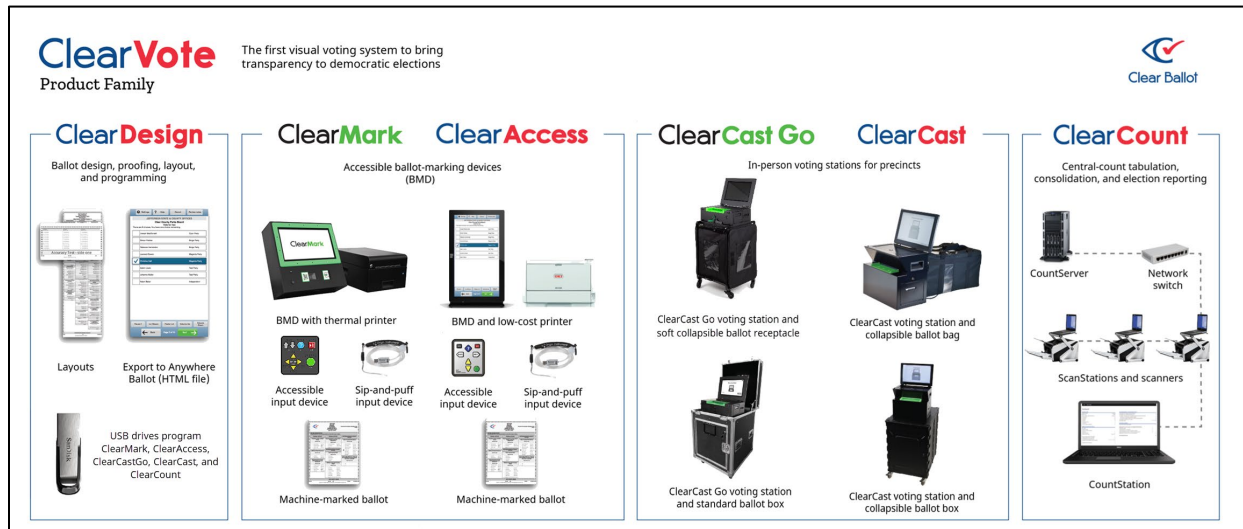 ClearVote
Product Family
The first visual voting system to bring
transparency to democratic elections
Clear Ballot
ClearDesign
Ballot design, proofing, layout,
and programming
Layouts
Export to Anywhere
Ballot (HTML file)
SanDisk
USB drives program
ClearMark, ClearAccess,
ClearCastGo, ClearCast, and
ClearCount
ClearMark
ClearAccess
Accessible ballot-marking devices
(BMD)
ClearMark
BMD with thermal printer
BMD and low-cost printer
Accessible
input device
Sip-and-puff
input device
Accessible
input device
Sip-and-puff
input device
Machine-marked ballot
Machine-marked ballot
ClearCast Go
ClearCast
In-person voting stations for precincts
ClearCast Go voting station and
soft collapsible ballot receptacle
ClearCast voting station and
collapsible ballot bag
ClearCast Go voting station
and standard ballot box
ClearCast voting station and
collapsible ballot box
ClearCount
Central-count tabulation,
consolidation, and election reporting
CountServer
Network
switch
ScanStations and scanners
CountStation